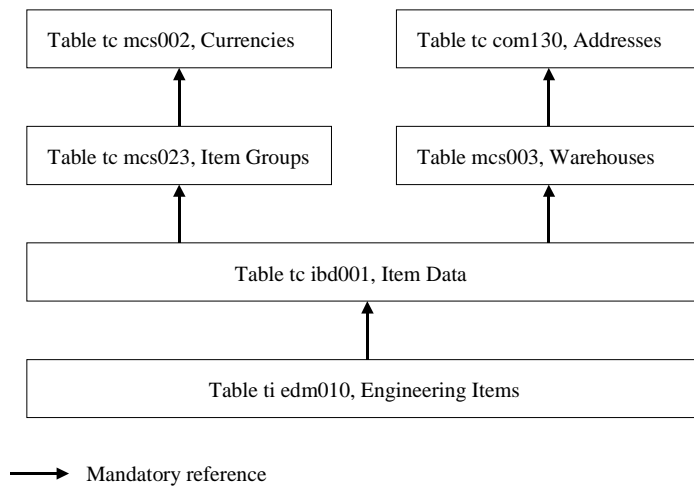 Table tc mcs002, Currencies
Table tc com130, Addresses
Table tc mcs023, Item Groups
Table mcs003, Warehouses
Table tc ibd001, Item Data
Table ti edm010, Engineering Items
Mandatory reference